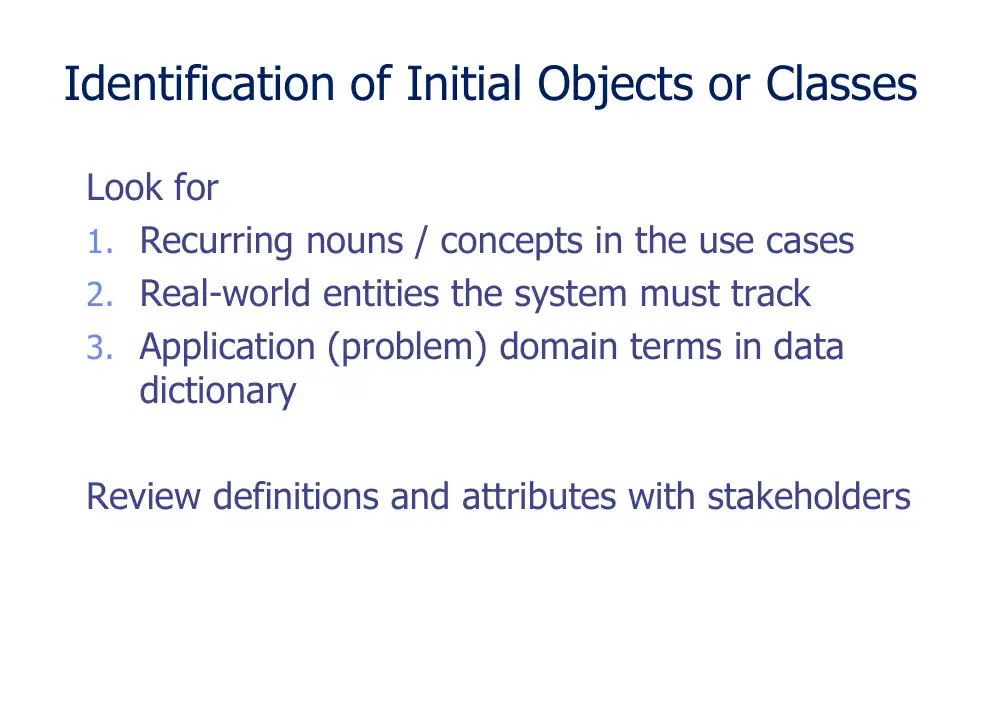 Identification of Initial Objects or Classes
Look for
1. Recurring nouns / concepts in the use cases
2. Real-world entities the system must track
3. Application (problem) domain terms in data
dictionary
Review definitions and attributes with stakeholders